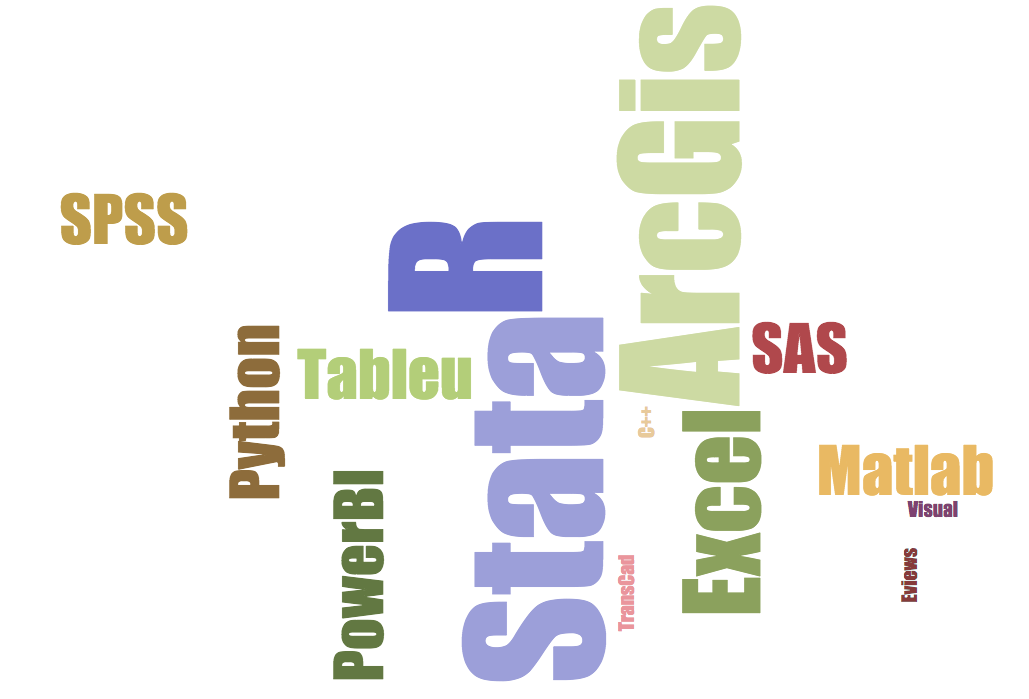 ArcGis
SPSS
R
Stata
Python
Tableu
SAS
C++
Excel
Matlab
PowerBI
Visual
TransCad
Eviews